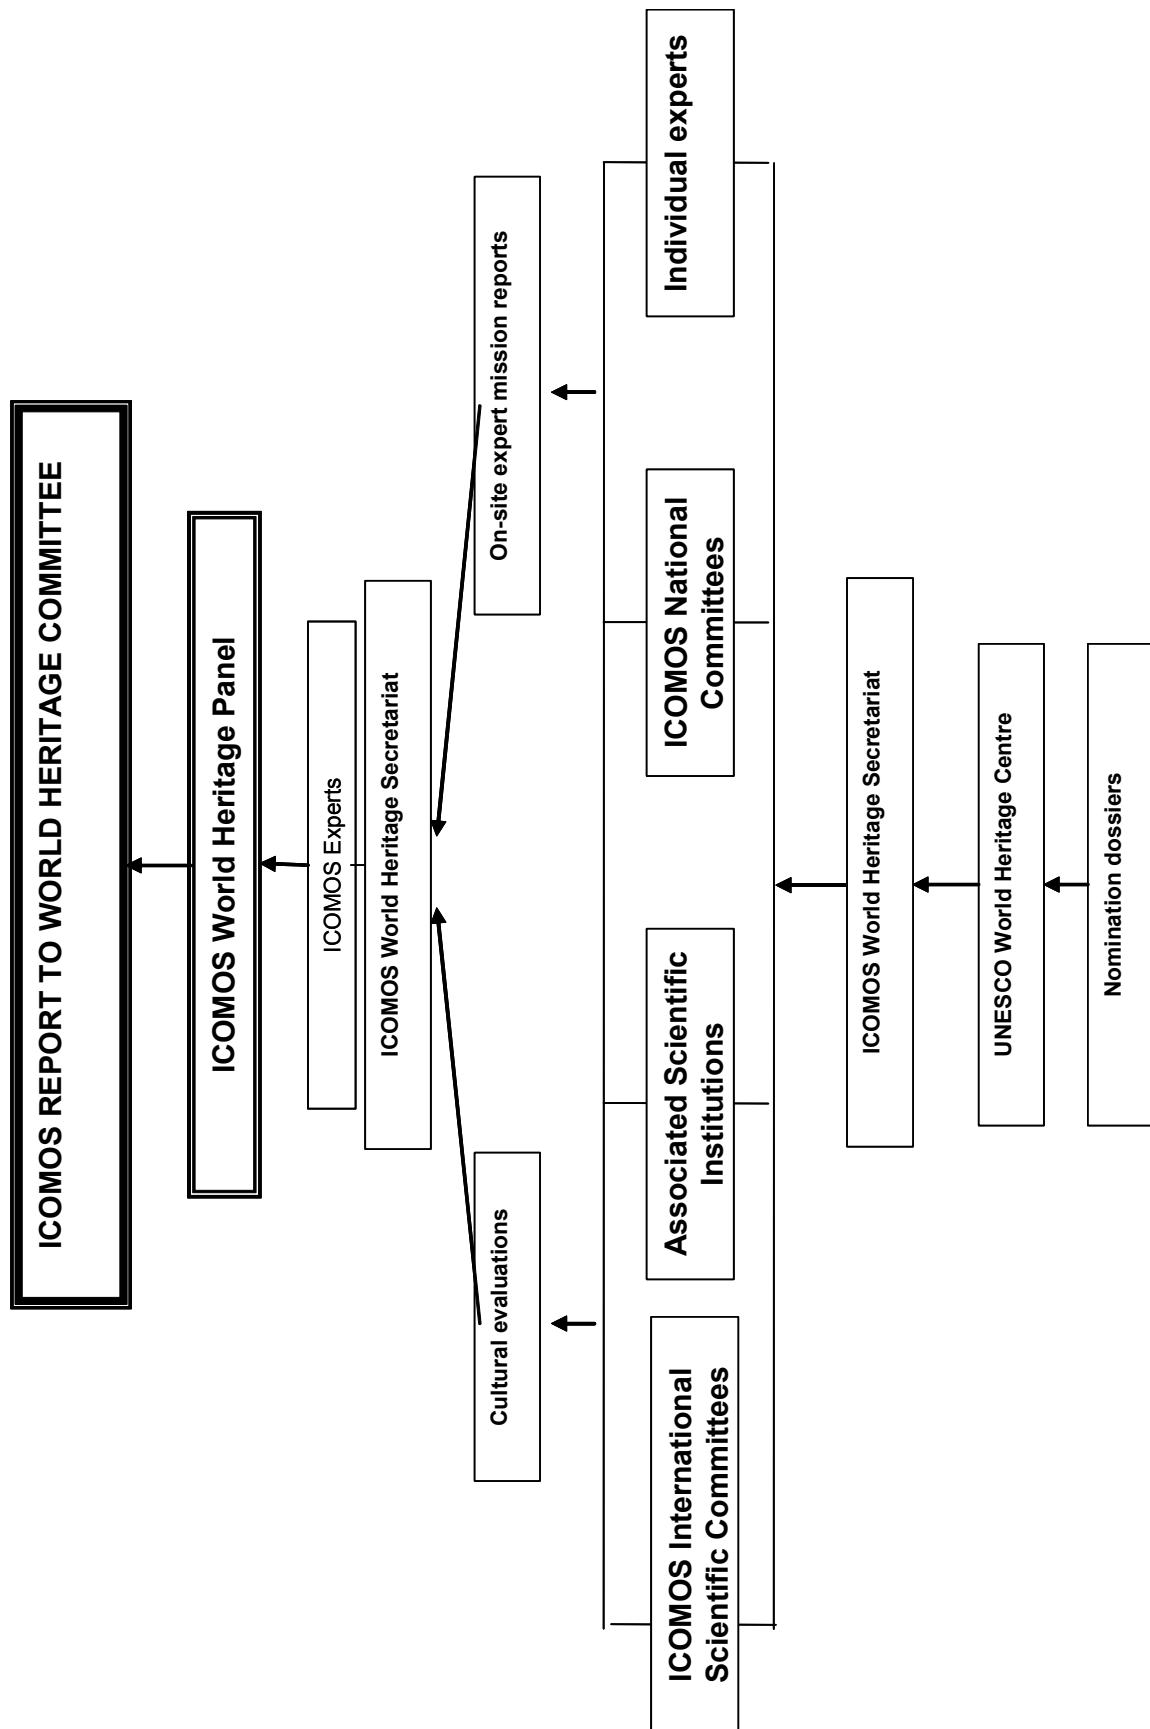 ICOMOS REPORT TO WORLD HERITAGE COMMITTEE
ICOMOS World Heritage Panel
ICOMOS Experts
ICOMOS World Heritage Secretariat
Cultural evaluations
On-site expert mission reports
ICOMOS International
Scientific Committees
Associated Scientific
Institutions
ICOMOS National
Committees
Individual experts
ICOMOS World Heritage Secretariat
UNESCO World Heritage Centre
Nomination dossiers